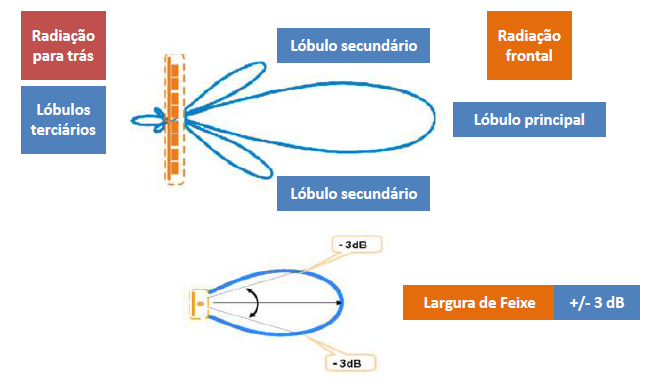 Radiação
para trás
Lóbulo secundário
Radiação
frontal
Lóbulos
terciários
Lóbulo principal
Lóbulo secundário
- 3dB
Largura de Feixe
+/- 3 dB
- 3dB